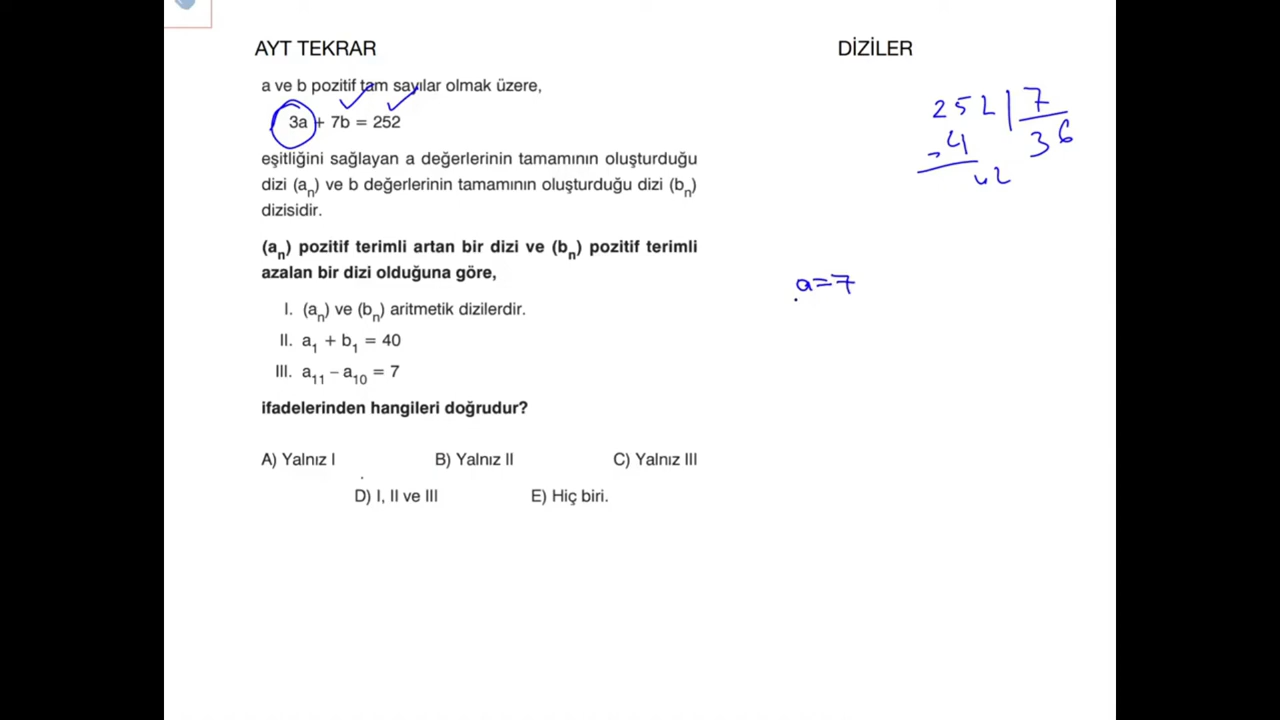 AYT TEKRAR
DİZİLER
a ve b pozitif tam sayılar olmak üzere,
3a + 7b = 252
eşitliğini sağlayan a değerlerinin tamamının oluşturduğu
dizi (an) ve b değerlerinin tamamının oluşturduğu dizi (bn)
dizisidir.
(an) pozitif terimli artan bir dizi ve (bn) pozitif terimli
azalan bir dizi olduğuna göre,
I. (an) ve (bn) aritmetik dizilerdir.
II. a1 + b1 = 40
III. a11 − a10 = 7
ifadelerinden hangileri doğrudur?
A) Yalnız I B) Yalnız II C) Yalnız III
D) I, II ve III E) Hiç biri.
252 | 7
36
a=7